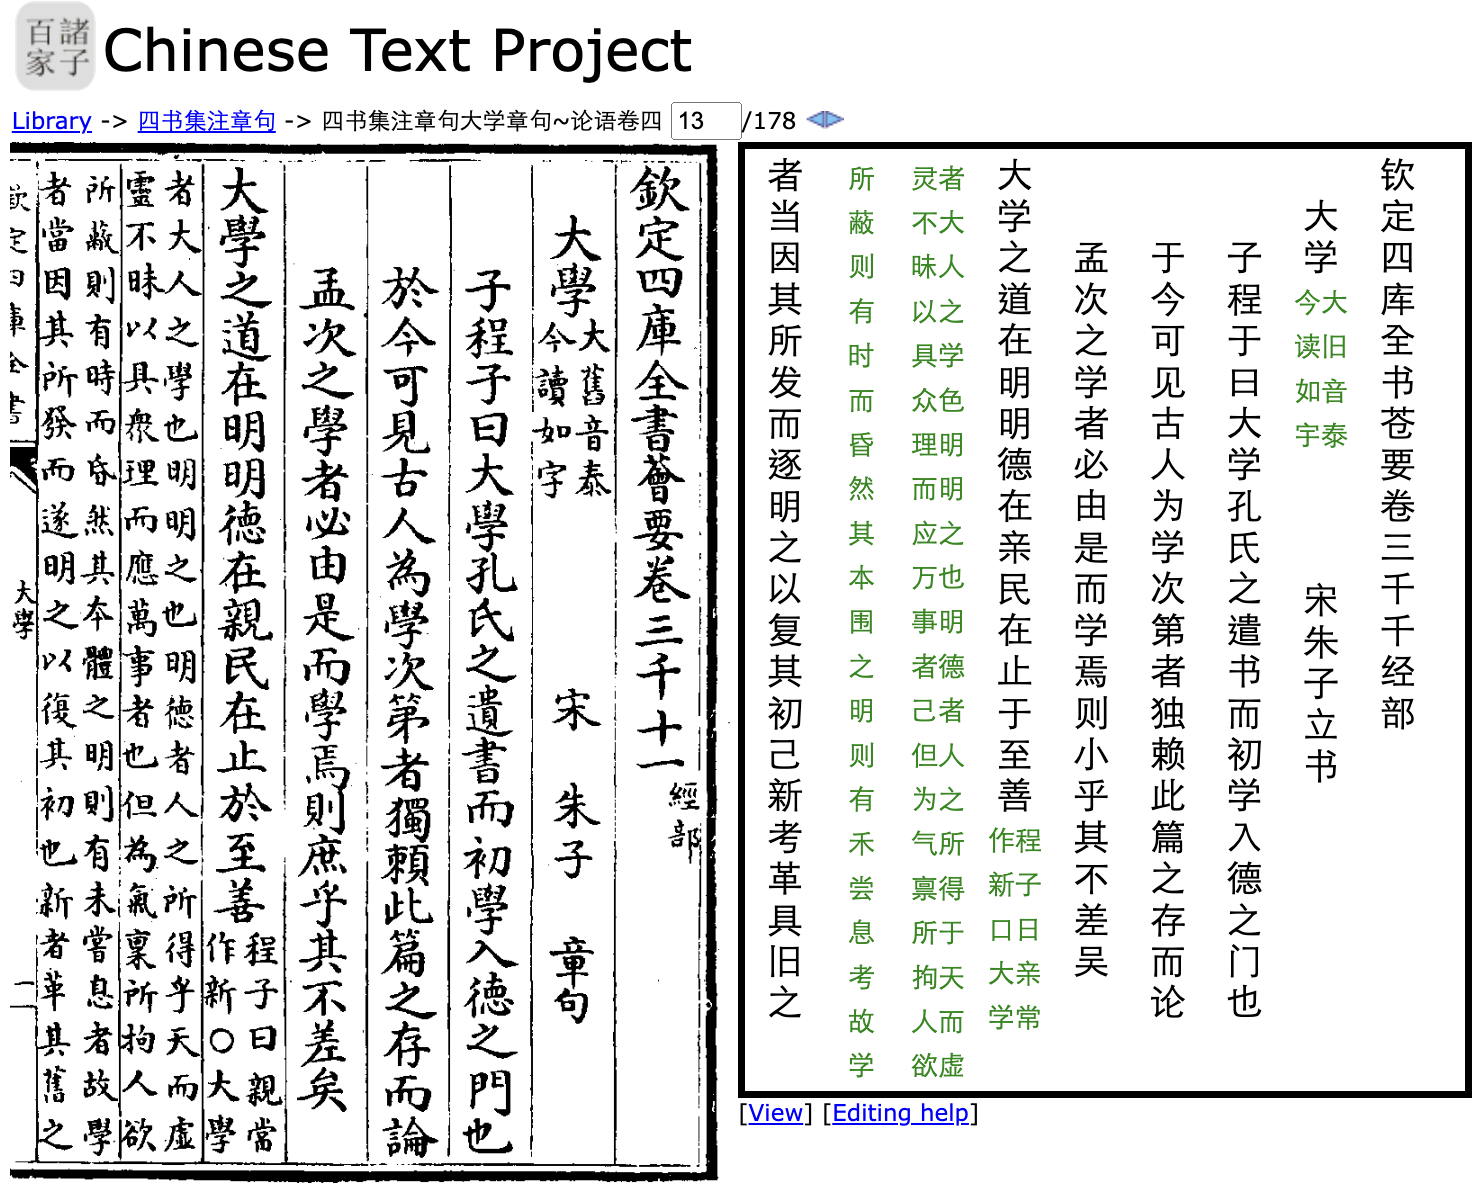 諸子百家
Chinese Text Project
Library -> 四书集注章句 -> 四书集注章句大学章句~论语卷四 13/178
欽定四庫全書薈要卷三千十一 經部
大學 大舊音泰
今讀如字
宋 朱子 章句
子程子曰大學孔氏之遺書而初學入德之門也
於今可見古人為學次第者獨賴此篇之存而論
孟次之學者必由是而學焉則庶乎其不差矣
大學之道在明明德在親民在止於至善 程子曰親當
作新○大學
者大人之學也明明之也明德者人之所得乎天而虛
靈不昧以具衆理而應萬事者也但為氣稟所拘人欲
所蔽則有時而昏然其本體之明則有未嘗息者故學
者當因其所發而遂明之以復其初也新者革其舊之
欽定四庫全書
大學
钦定四库全书苍要卷三千千经部
大学 大旧音泰
今读如宇
宋朱子立书
子程于曰大学孔氏之遣书而初学入德之门也
于今可见古人为学次第者独赖此篇之存而论
孟次之学者必由是而学焉则小乎其不差吴
大学之道在明明德在亲民在止于至善 程子日亲常
作新口大学
者大人之学色明明之也明德者人之所得于天而虚
灵不昧以具众理而应万事者己但为气禀所拘人欲
所蔽则有时而昏然其本围之明则有禾尝息考故学
者当因其所发而逐明之以复其初己新考革具旧之
[View] [Editing help]